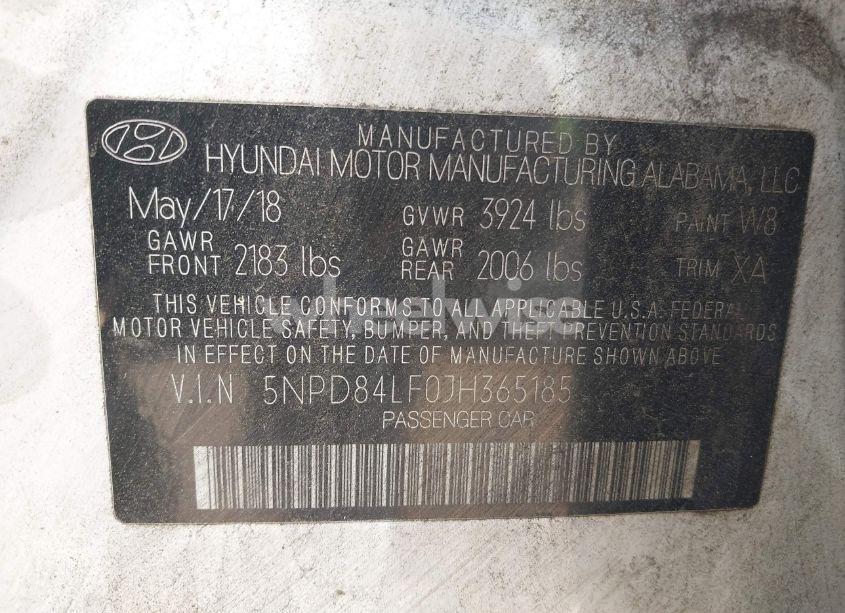 MANUFACTURED BY
HYUNDAI MOTOR MANUFACTURING ALABAMA, LLC
May/17/18 GVWR 3924 lbs PAINT W8
GAWR FRONT 2183 lbs GAWR REAR 2006 lbs TRIM XA
THIS VEHICLE CONFORMS TO ALL APPLICABLE U.S.A. FEDERAL
MOTOR VEHICLE SAFETY, BUMPER, AND THEFT PREVENTION STANDARDS
IN EFFECT ON THE DATE OF MANUFACTURE SHOWN ABOVE
V.I.N 5NPD84LF0JH365185
PASSENGER CAR